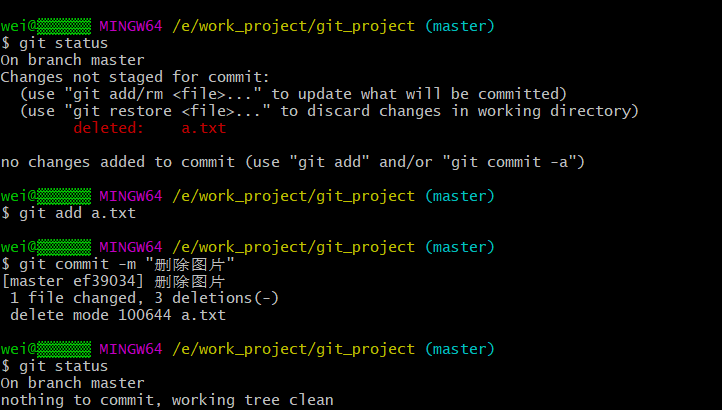 wei@ MINGW64 /e/work_project/git_project (master)
$ git status
On branch master
Changes not staged for commit:
  (use "git add/rm <file>..." to update what will be committed)
  (use "git restore <file>..." to discard changes in working directory)
        deleted:    a.txt

no changes added to commit (use "git add" and/or "git commit -a")

wei@ MINGW64 /e/work_project/git_project (master)
$ git add a.txt

wei@ MINGW64 /e/work_project/git_project (master)
$ git commit -m "删除图片"
[master ef39034] 删除图片
 1 file changed, 3 deletions(-)
 delete mode 100644 a.txt

wei@ MINGW64 /e/work_project/git_project (master)
$ git status
On branch master
nothing to commit, working tree clean